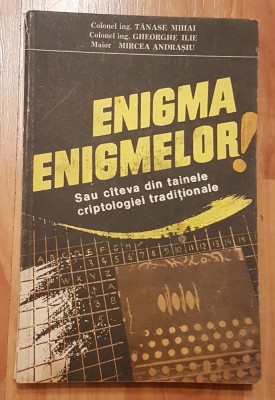 Colonel ing. TĂNASE MIHAI
Colonel ing. GHEORGHE ILIE
Maior MIRCEA ANDRAȘIU
ENIGMA
ENIGMELOR!
Sau cîteva din tainele
criptologiei tradiționale